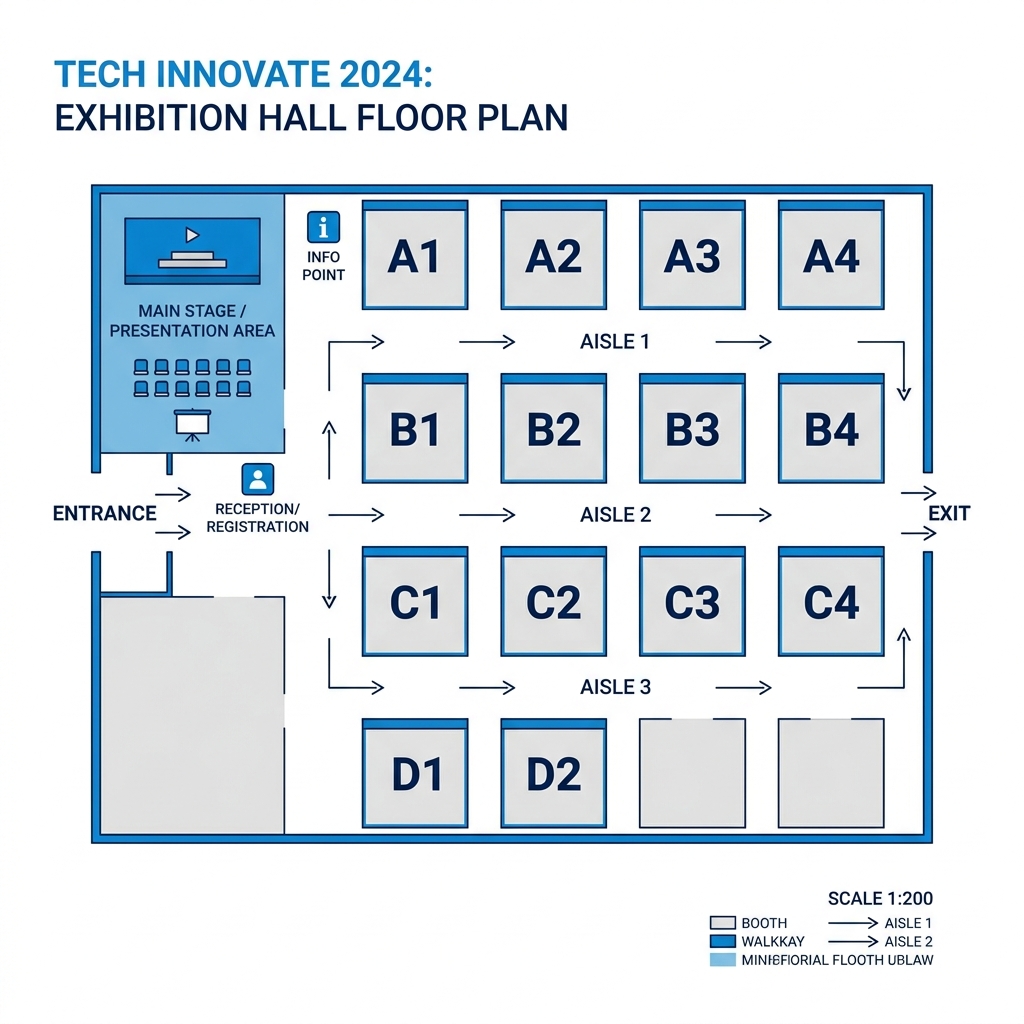 TECH INNOVATE 2024:
EXHIBITION HALL FLOOR PLAN
i
INFO
POINT
A1
A2
A3
A4
MAIN STAGE /
PRESENTATION AREA
AISLE 1
B1
B2
B3
B4
ENTRANCE
RECEPTION/
REGISTRATION
AISLE 2
EXIT
C1
C2
C3
C4
AISLE 3
D1
D2
SCALE 1:200
BOOTH
AISLE 1
WALKKAY
AISLE 2
FLOOTH UBLAW